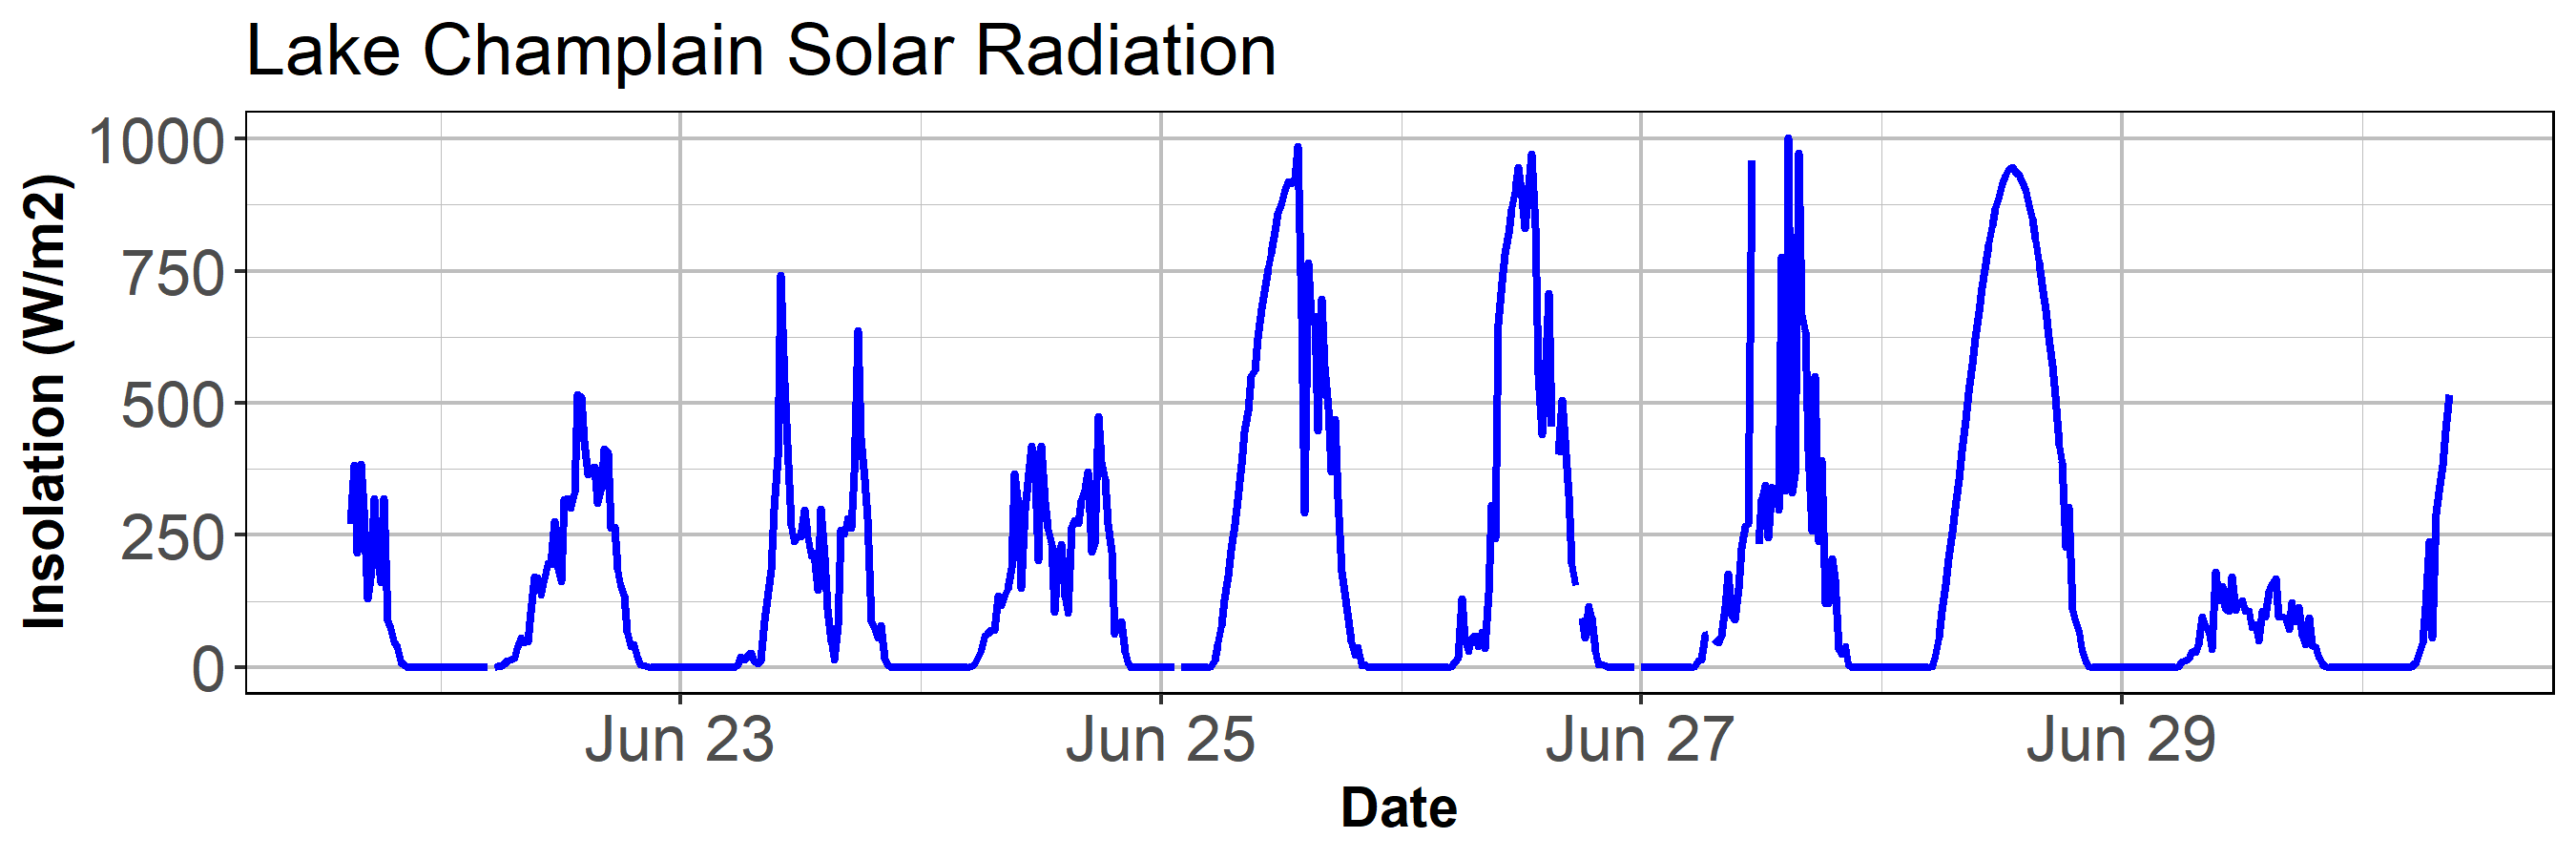 Lake Champlain Solar Radiation
Insolation (W/m2)
1000
750
500
250
0
Jun 23
Jun 25
Jun 27
Jun 29
Date